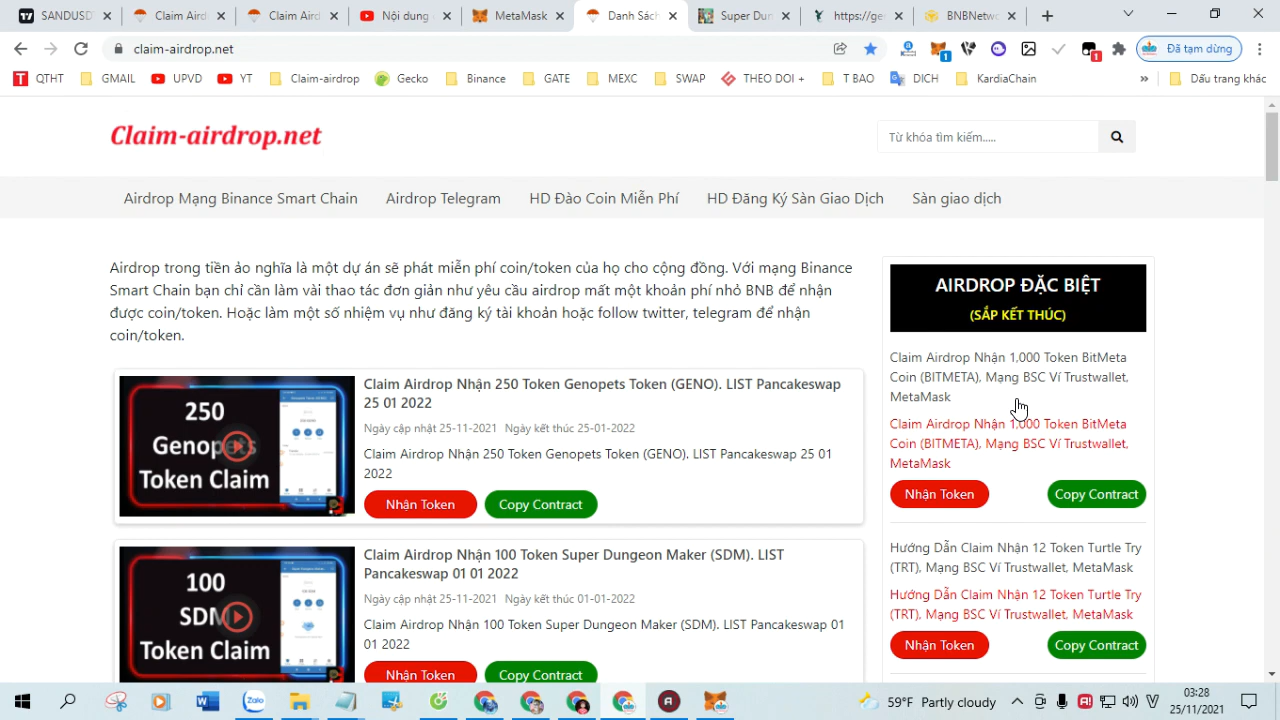 SANDUSD
Claim Aird
Claim Aird
Nội dung
MetaMask
Danh Sách
Super Dun
https://ge
BNBNetwo
claim-airdrop.net
Đã tạm dừng
1
1
QTHT
GMAIL
UPVD
YT
Claim-airdrop
Gecko
Binance
GATE
MEXC
SWAP
THEO DOI +
T BAO
DICH
KardiaChain
»
Dấu trang khác
Claim-airdrop.net
Từ khóa tìm kiếm.....
Airdrop Mạng Binance Smart Chain
Airdrop Telegram
HD Đào Coin Miễn Phí
HD Đăng Ký Sàn Giao Dịch
Sàn giao dịch
Airdrop trong tiền ảo nghĩa là một dự án sẽ phát miễn phí coin/token của họ cho cộng đồng. Với mạng Binance
Smart Chain bạn chỉ cần làm vài thao tác đơn giản như yêu cầu airdrop mất một khoản phí nhỏ BNB để nhận
được coin/token. Hoặc làm một số nhiệm vụ như đăng ký tài khoản hoặc follow twitter, telegram để nhận
coin/token.
250
Genopets
Token Claim
Claim Airdrop Nhận 250 Token Genopets Token (GENO). LIST Pancakeswap
25 01 2022
Ngày cập nhật 25-11-2021 Ngày kết thúc 25-01-2022
Claim Airdrop Nhận 250 Token Genopets Token (GENO). LIST Pancakeswap 25 01
2022
Nhận Token
Copy Contract
100
SDM
Token Claim
Claim Airdrop Nhận 100 Token Super Dungeon Maker (SDM). LIST
Pancakeswap 01 01 2022
Ngày cập nhật 25-11-2021 Ngày kết thúc 01-01-2022
Claim Airdrop Nhận 100 Token Super Dungeon Maker (SDM). LIST Pancakeswap 01
01 2022
Nhận Token
Copy Contract
AIRDROP ĐẶC BIỆT
(SẮP KẾT THÚC)
Claim Airdrop Nhận 1,000 Token BitMeta
Coin (BITMETA), Mạng BSC Ví Trustwallet,
MetaMask
Claim Airdrop Nhận 1,000 Token BitMeta
Coin (BITMETA), Mạng BSC Ví Trustwallet,
MetaMask
Nhận Token
Copy Contract
Hướng Dẫn Claim Nhận 12 Token Turtle Try
(TRT), Mạng BSC Ví Trustwallet, MetaMask
Hướng Dẫn Claim Nhận 12 Token Turtle Try
(TRT), Mạng BSC Ví Trustwallet, MetaMask
Nhận Token
Copy Contract
Zalo
59°F Partly cloudy
03:28
25/11/2021